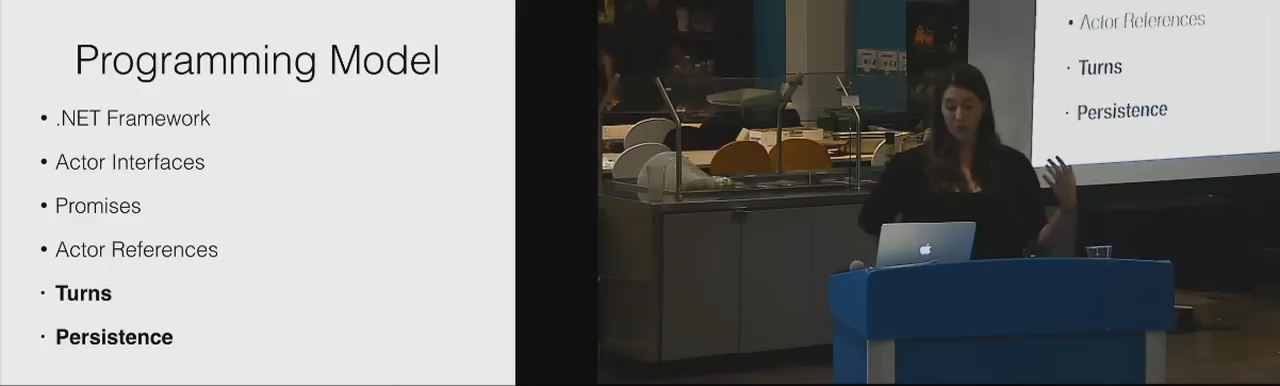 Programming Model
• .NET Framework
• Actor Interfaces
• Promises
• Actor References
· Turns
· Persistence
• Actor References
· Turns
· Persistence